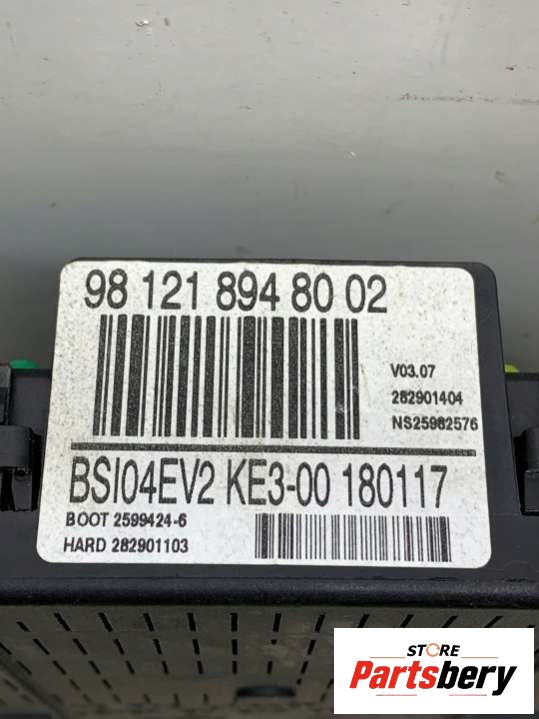 98 121 894 80 02
V03.07
282901404
NS25982576
BSI04EV2 KE3-00 180117
BOOT 2599424-6
HARD 282901103
STORE
Partsbery